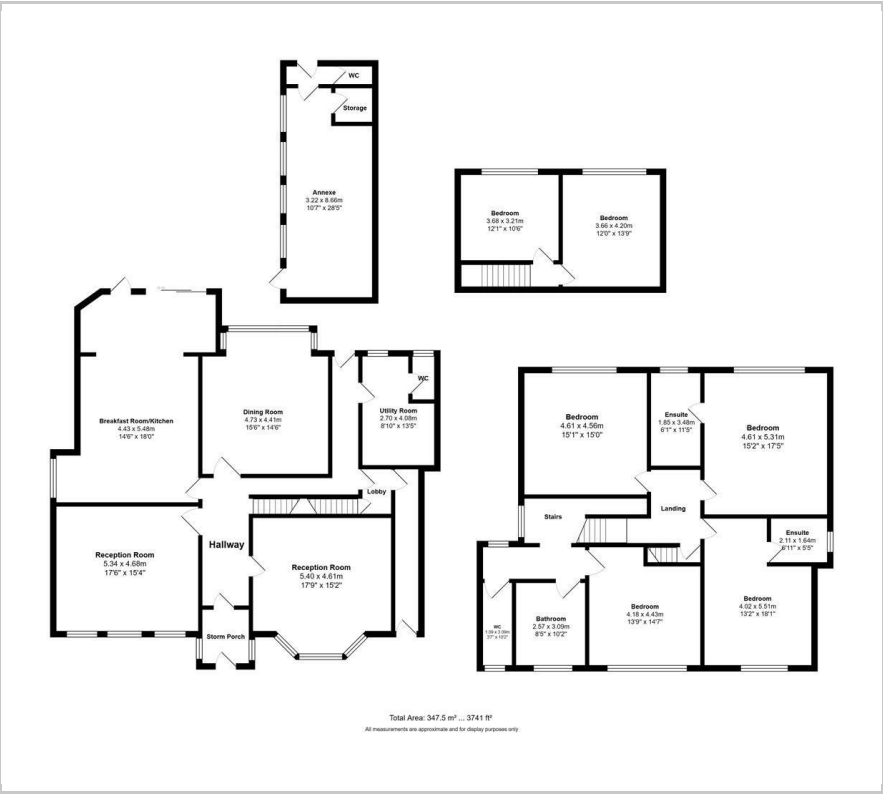 WC
Storage
Annexe
3.22 x 8.66m
10'7" x 28'5"
Bedroom
3.68 x 3.21m
12'1" x 10'6"
Bedroom
3.66 x 4.20m
12'0" x 13'9"
Breakfast Room/Kitchen
4.43 x 5.48m
14'6" x 18'0"
Dining Room
4.73 x 4.41m
15'6" x 14'6"
WC
Utility Room
2.70 x 4.08m
8'10" x 13'5"
Lobby
Hallway
Reception Room
5.34 x 4.68m
17'6" x 15'4"
Reception Room
5.40 x 4.61m
17'9" x 15'2"
Storm Porch
Bedroom
4.61 x 4.56m
15'1" x 15'0"
Ensuite
1.85 x 3.48m
6'1" x 11'5"
Bedroom
4.61 x 5.31m
15'2" x 17'5"
Stairs
Landing
Ensuite
2.11 x 1.64m
6'11" x 5'5"
WC
1.09 x 3.09m
3'7" x 10'2"
Bathroom
2.57 x 3.09m
8'5" x 10'2"
Bedroom
4.18 x 4.43m
13'9" x 14'7"
Bedroom
4.02 x 5.51m
13'2" x 18'1"
Total Area: 347.5 m² ... 3741 ft²
All measurements are approximate and for display purposes only